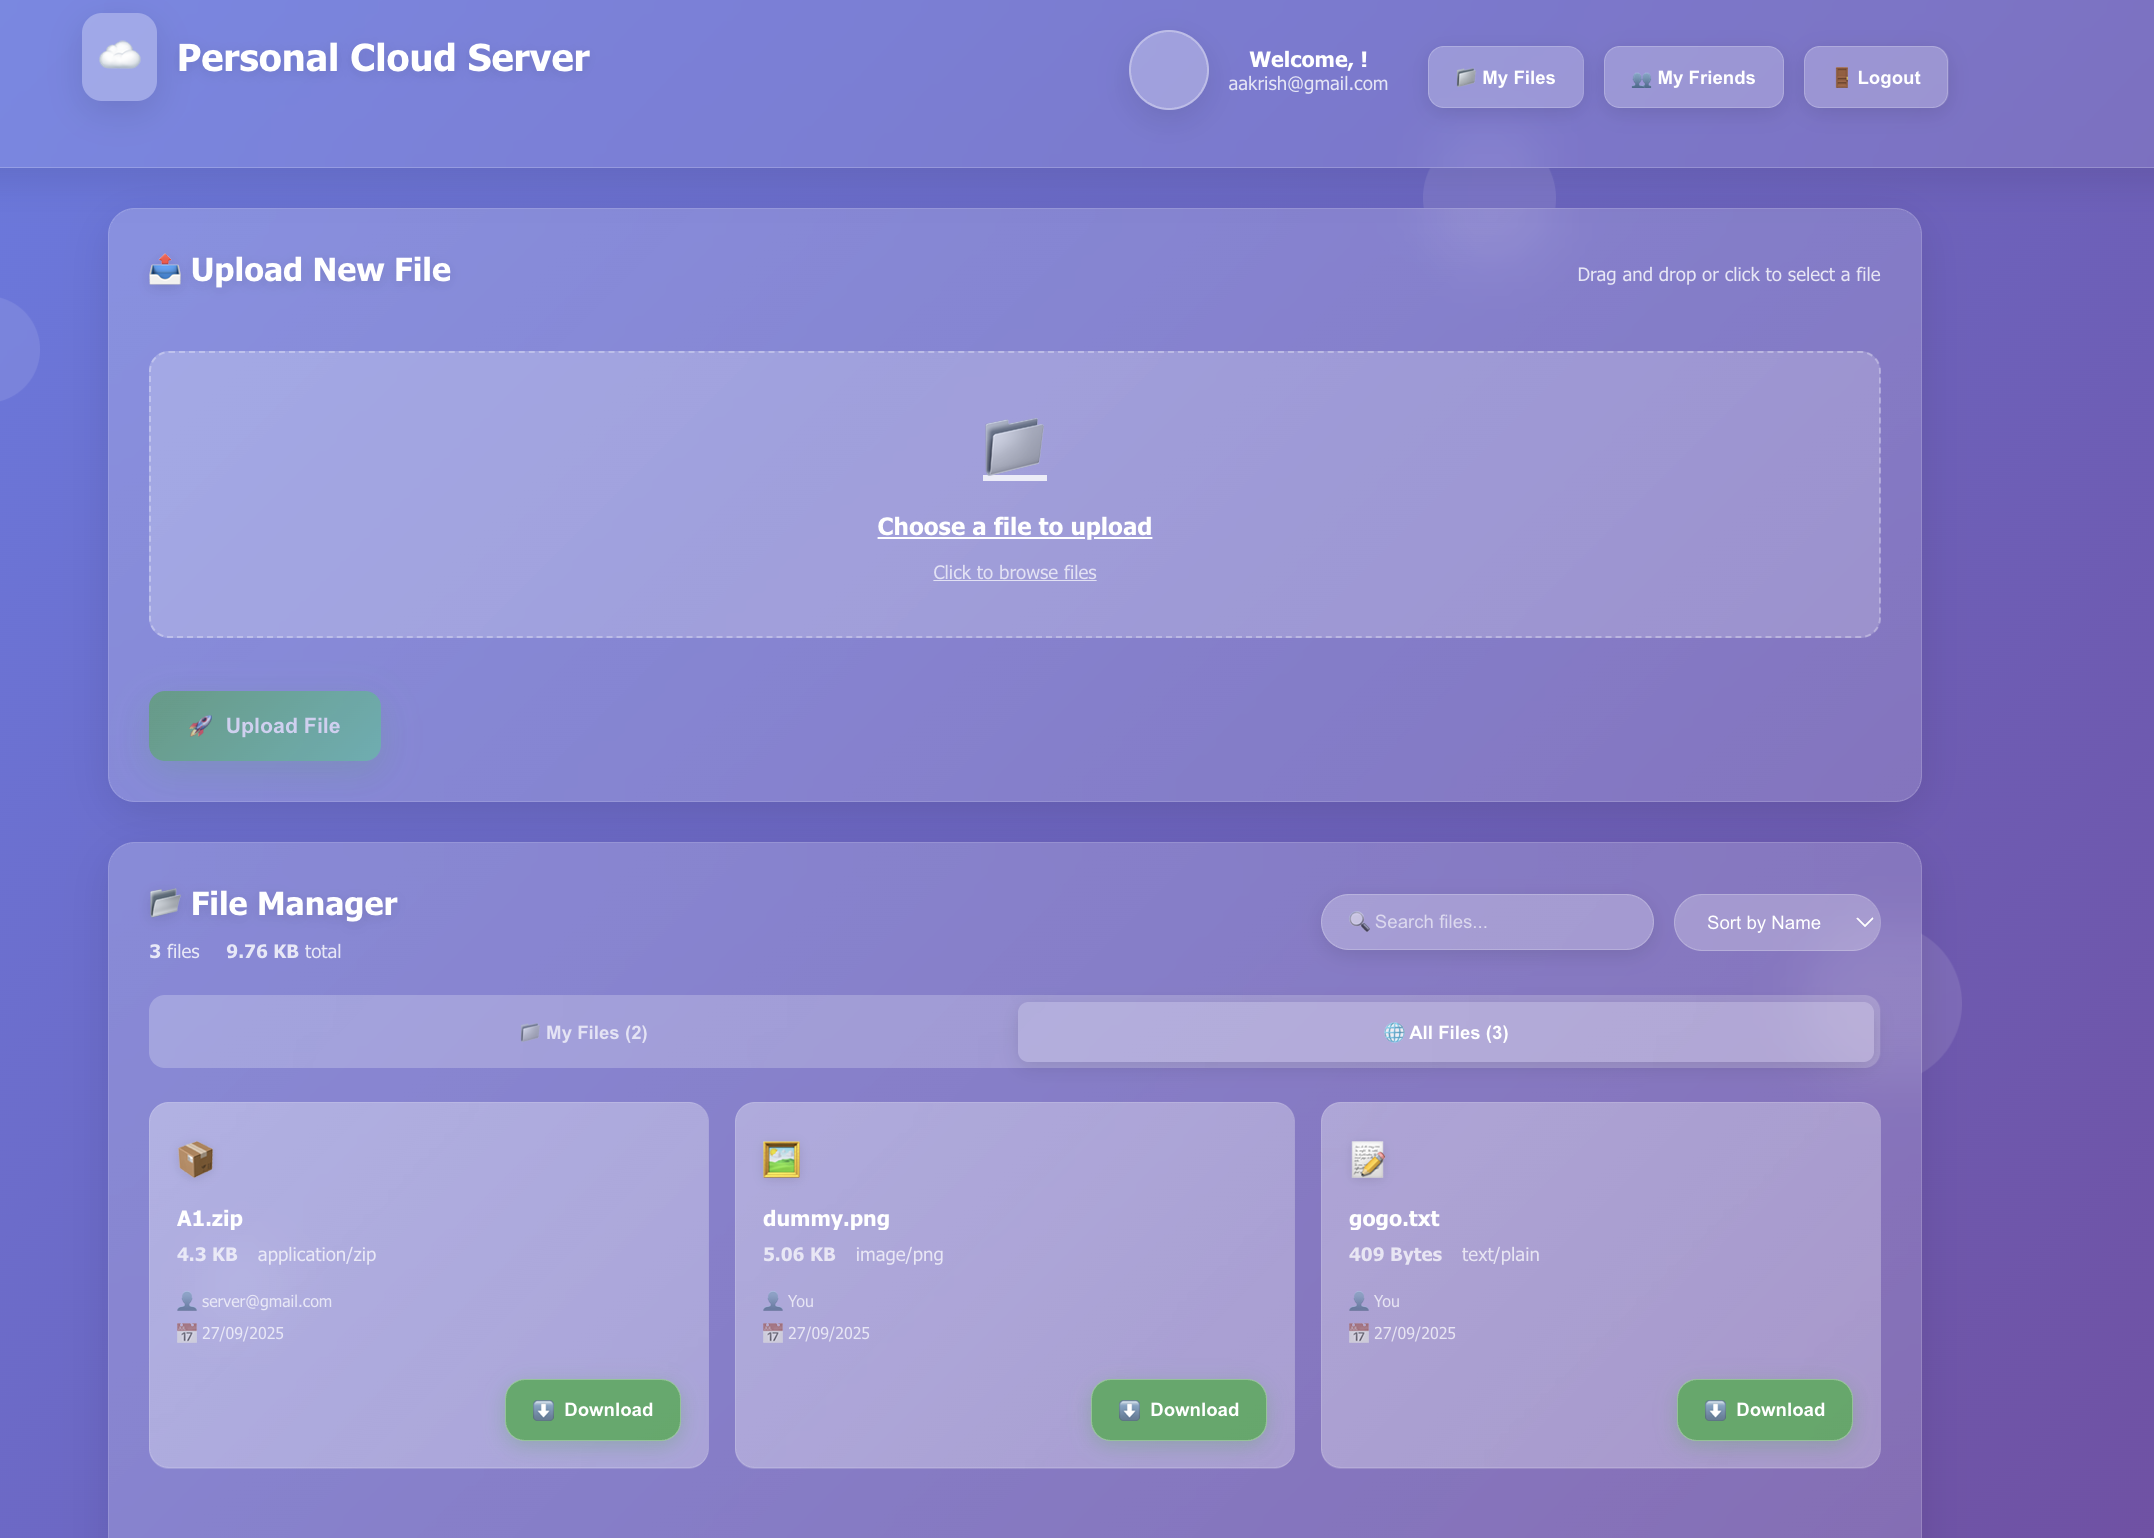 Personal Cloud Server
Welcome, !
aakrish@gmail.com
My Files
My Friends
Logout
Upload New File
Drag and drop or click to select a file
Choose a file to upload
Click to browse files
Upload File
File Manager
3 files 9.76 KB total
Search files...
Sort by Name
My Files (2)
All Files (3)
A1.zip
4.3 KB application/zip
server@gmail.com
27/09/2025
Download
dummy.png
5.06 KB image/png
You
27/09/2025
Download
gogo.txt
409 Bytes text/plain
You
27/09/2025
Download